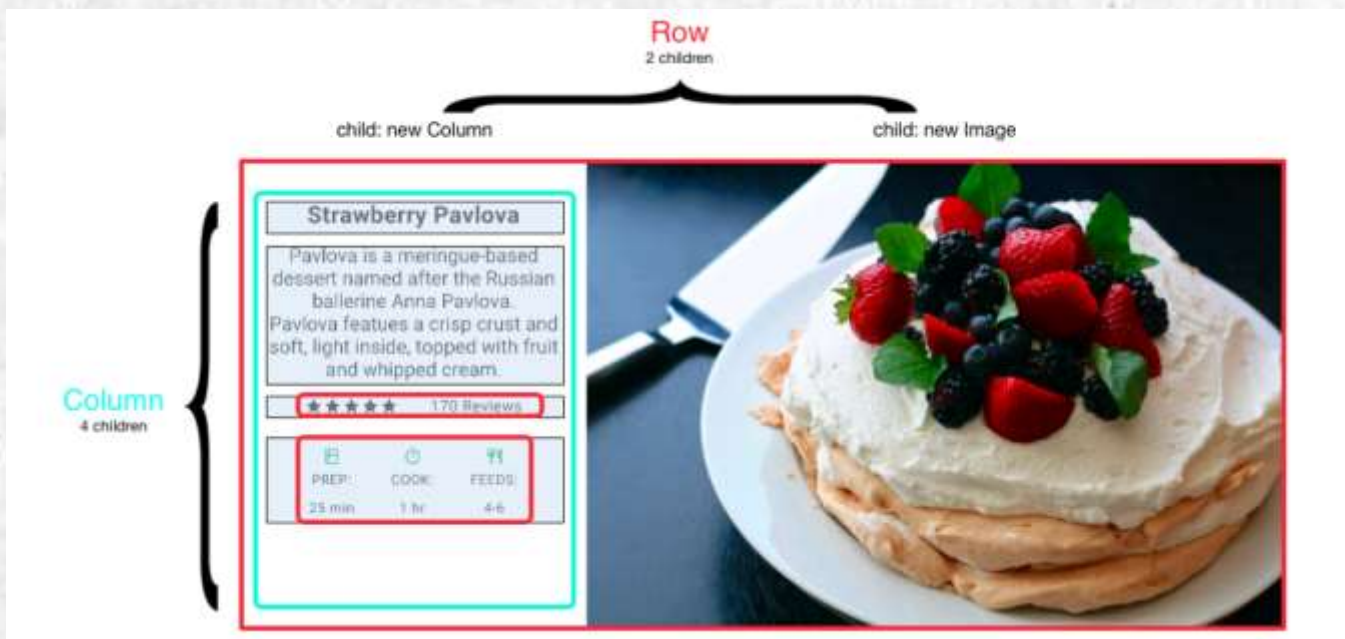 Row
2 children
child: new Column
child: new Image
Column
4 children
Strawberry Pavlova
Pavlova is a meringue-based
dessert named after the Russian
ballerine Anna Pavlova.
Pavlova featues a crisp crust and
soft, light inside, topped with fruit
and whipped cream.
170 Reviews
PREP: COOK: FEEDS:
25 min 1 hr 4-6